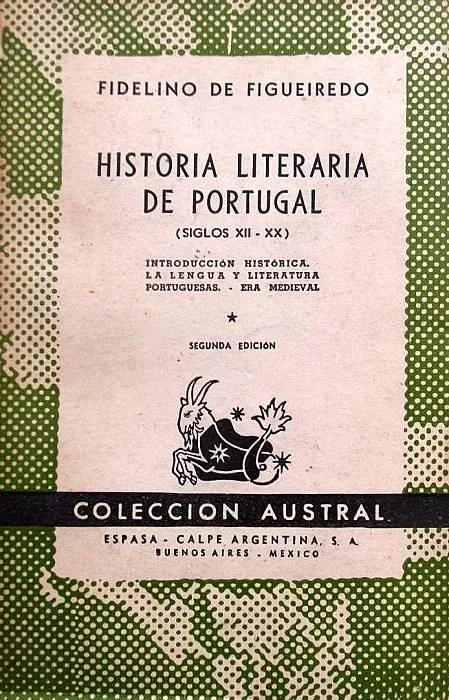 FIDELINO DE FIGUEIREDO
HISTORIA LITERARIA
DE PORTUGAL
(SIGLOS XII - XX)
INTRODUCCIÓN HISTÓRICA.
LA LENGUA Y LITERATURA
PORTUGUESAS. - ERA MEDIEVAL
SEGUNDA EDICIÓN
COLECCION AUSTRAL
ESPASA - CALPE ARGENTINA, S. A.
BUENOS AIRES - MEXICO